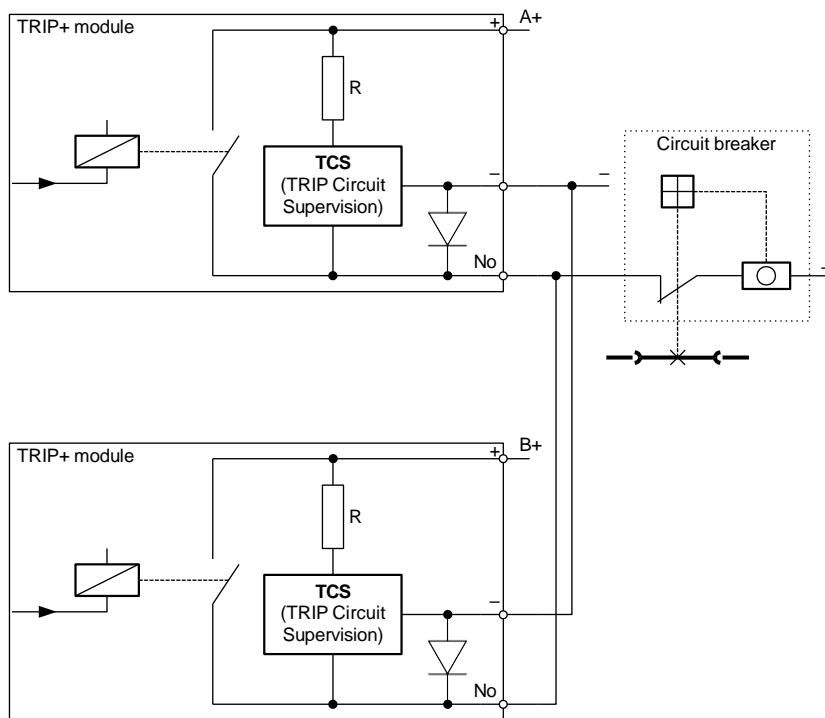 TRIP+ module
+ A+
R
TCS
(TRIP Circuit
Supervision)
– –
No
Circuit breaker
–
TRIP+ module
+ B+
R
TCS
(TRIP Circuit
Supervision)
–
No